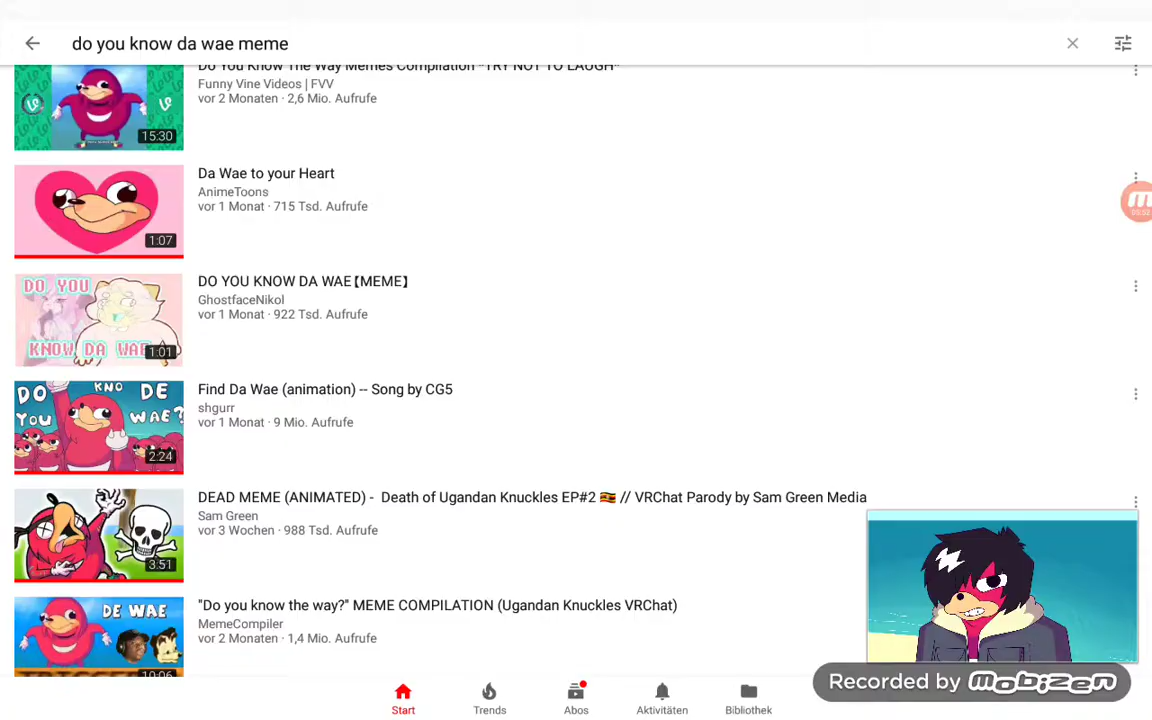 do you know da wae meme
Do You Know The Way Memes Compilation *TRY NOT TO LAUGH*
Funny Vine Videos | FVV
vor 2 Monaten · 2,6 Mio. Aufrufe
15:30
Da Wae to your Heart
AnimeToons
vor 1 Monat · 715 Tsd. Aufrufe
1:07
05:52
DO YOU
KNOW DA WAE
1:01
DO YOU KNOW DA WAE【MEME】
GhostfaceNikol
vor 1 Monat · 922 Tsd. Aufrufe
DO YOU KNO DE WAE?
2:24
Find Da Wae (animation) -- Song by CG5
shgurr
vor 1 Monat · 9 Mio. Aufrufe
3:51
DEAD MEME (ANIMATED) - Death of Ugandan Knuckles EP#2 🇺🇬 // VRChat Parody by Sam Green Media
Sam Green
vor 3 Wochen · 988 Tsd. Aufrufe
DE WAE
10:06
"Do you know the way?" MEME COMPILATION (Ugandan Knuckles VRChat)
MemeCompiler
vor 2 Monaten · 1,4 Mio. Aufrufe
Recorded by mobizen
Start
Trends
Abos
Aktivitäten
Bibliothek